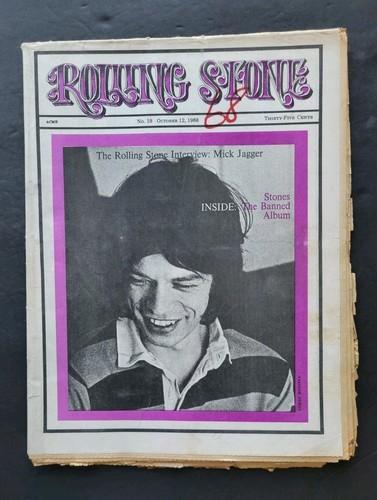 ROLLING STONE
68
ACME
No. 18 October 12, 1968
Thirty-Five Cents
The Rolling Stone Interview: Mick Jagger
INSIDE: Stones
The Banned
Album